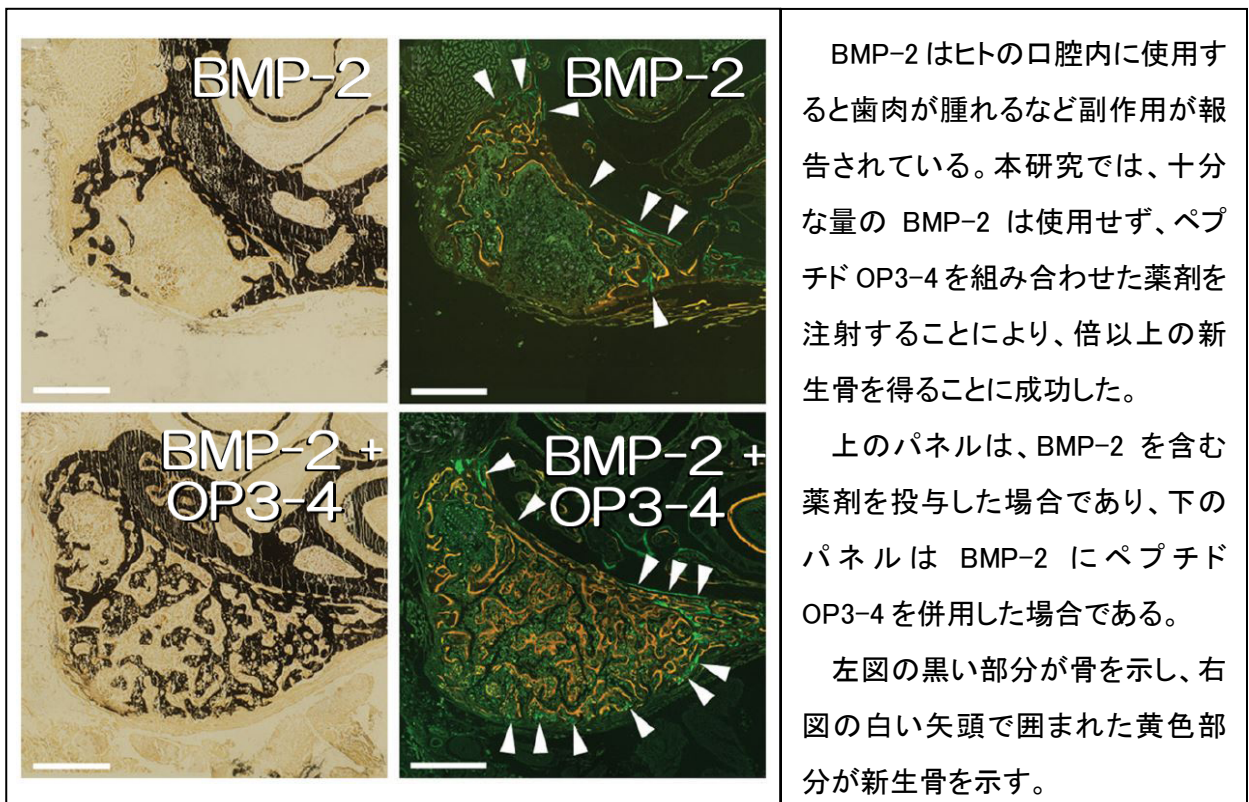 BMP-2
BMP-2
BMP-2 +
OP3-4
BMP-2 +
OP3-4
BMP-2 はヒトの口腔内に使用す
ると歯肉が腫れるなど副作用が報
告されている。本研究では、十分
な量の BMP-2 は使用せず、ペプ
チド OP3-4 を組み合わせた薬剤を
注射することにより、倍以上の新
生骨を得ることに成功した。
上のパネルは、BMP-2 を含む
薬剤を投与した場合であり、下の
パネルは BMP-2 にペプチド
OP3-4 を併用した場合である。
左図の黒い部分が骨を示し、右
図の白い矢頭で囲まれた黄色部
分が新生骨を示す。